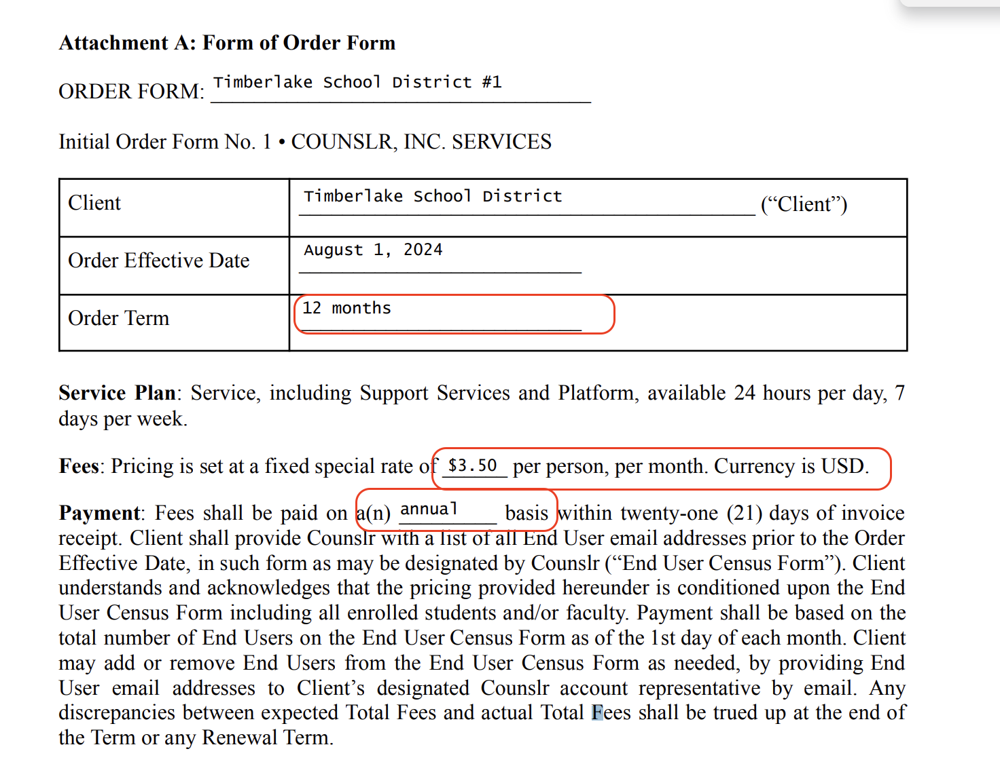 Attachment A: Form of Order Form
ORDER FORM: Timberlake School District #1
Initial Order Form No. 1 • COUNSLR, INC. SERVICES
Client Timberlake School District (“Client”)
Order Effective Date August 1, 2024
Order Term 12 months
Service Plan: Service, including Support Services and Platform, available 24 hours per day, 7
days per week.
Fees: Pricing is set at a fixed special rate of $3.50 per person, per month. Currency is USD.
Payment: Fees shall be paid on a(n) annual basis within twenty-one (21) days of invoice
receipt. Client shall provide Counslr with a list of all End User email addresses prior to the Order
Effective Date, in such form as may be designated by Counslr (“End User Census Form”). Client
understands and acknowledges that the pricing provided hereunder is conditioned upon the End
User Census Form including all enrolled students and/or faculty. Payment shall be based on the
total number of End Users on the End User Census Form as of the 1st day of each month. Client
may add or remove End Users from the End User Census Form as needed, by providing End
User email addresses to Client’s designated Counslr account representative by email. Any
discrepancies between expected Total Fees and actual Total Fees shall be trued up at the end of
the Term or any Renewal Term.